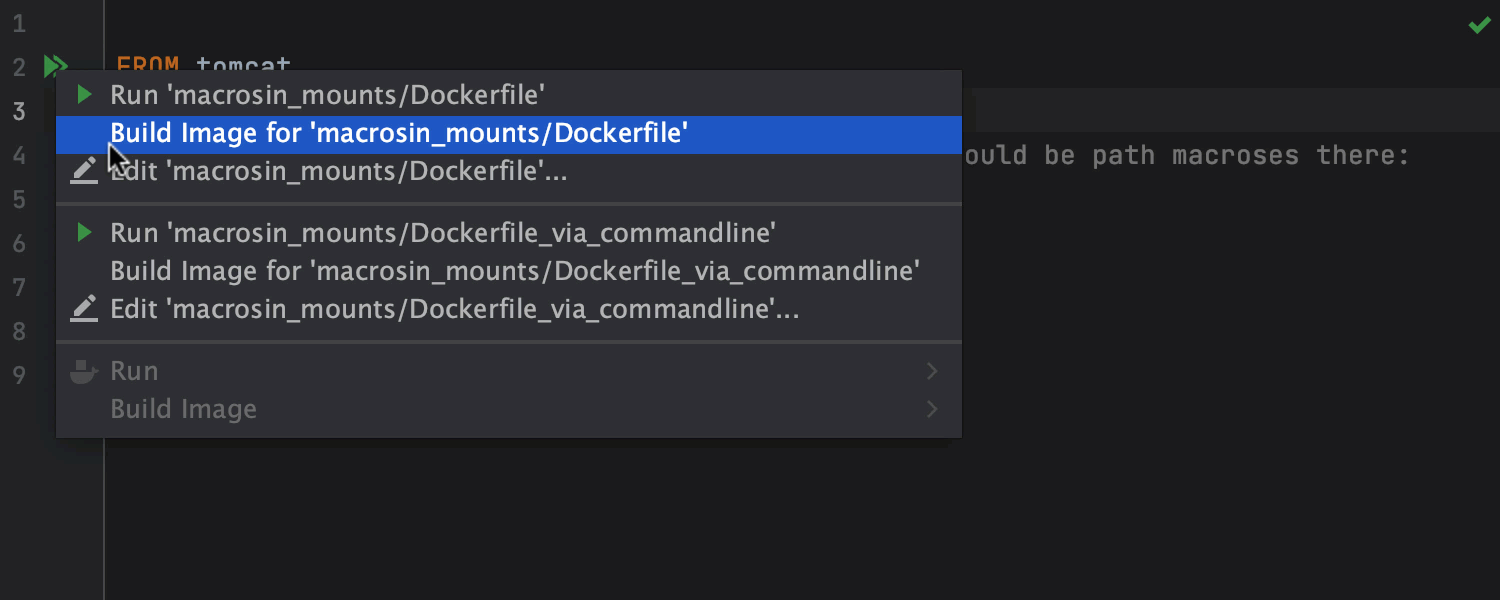 1
2 FROM tomcat
Run 'macrosin_mounts/Dockerfile'
3
Build Image for 'macrosin_mounts/Dockerfile'
4 ould be path macroses there:
Edit 'macrosin_mounts/Dockerfile'...
5
6 Run 'macrosin_mounts/Dockerfile_via_commandline'
7 Build Image for 'macrosin_mounts/Dockerfile_via_commandline'
Edit 'macrosin_mounts/Dockerfile_via_commandline'...
8
9 Run
Build Image